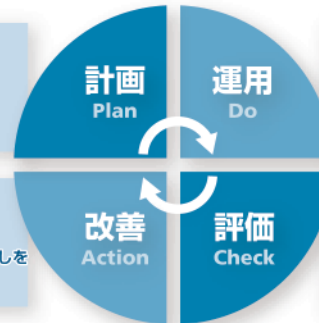 計画
Plan
運用
Do
改善
Action
評価
Check
しを